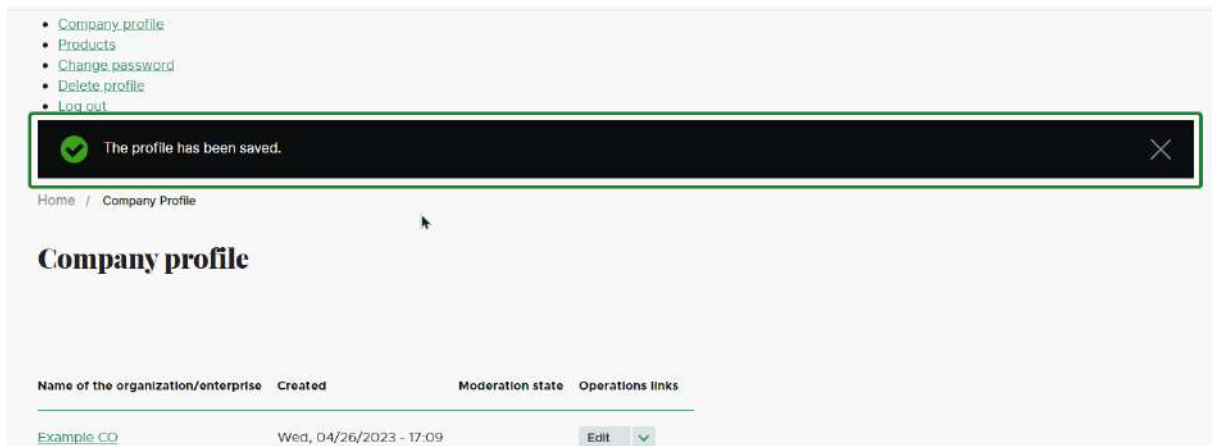 Company profile
Products
Change password
Delete profile
Log out
The profile has been saved.
Home / Company Profile
Company profile
Name of the organization/enterprise Created Moderation state Operations links
Example CO Wed, 04/26/2023 - 17:09 Edit